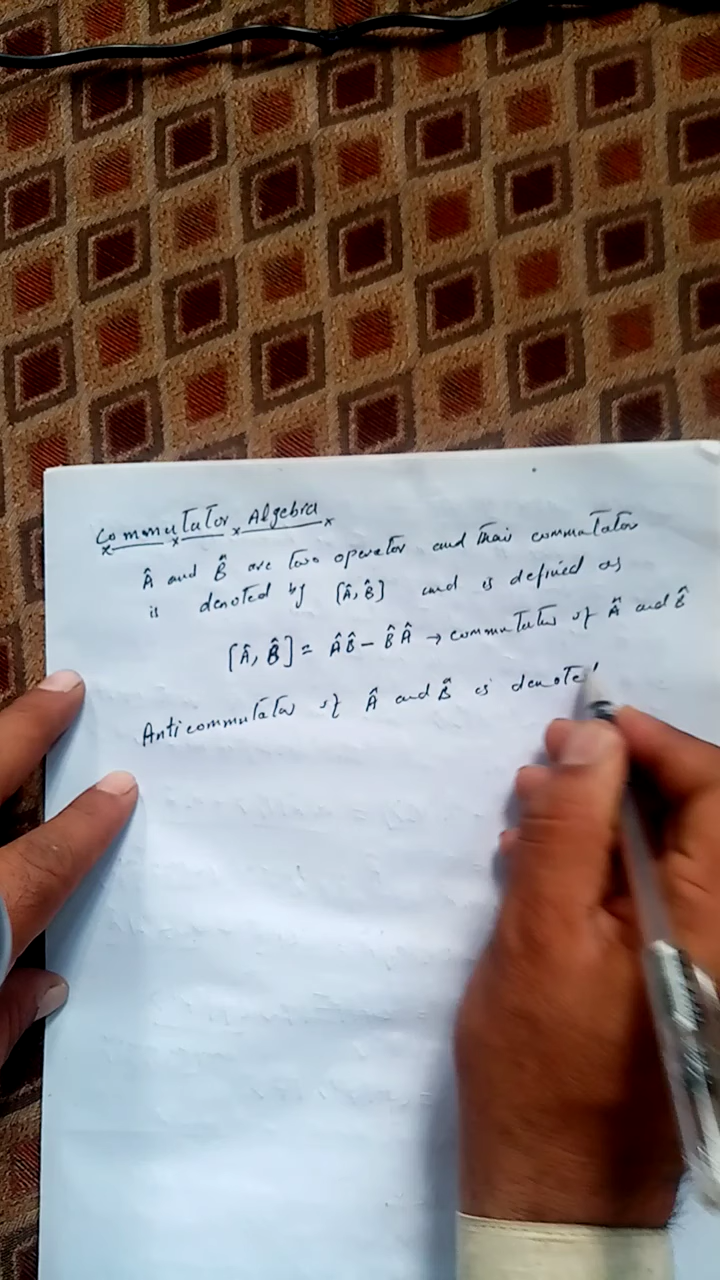 Commutator Algebra
Â and B̂ are two operator and their commutator
is denoted by [Â, B̂] and is defined as
[Â, B̂] = ÂB̂ - B̂Â → commutator of Â and B̂
Anticommutator of Â and B̂ is denoted